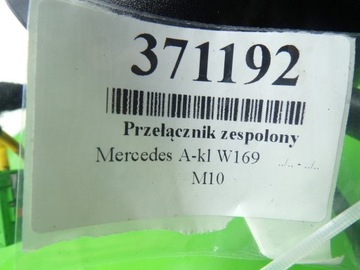 371192
Przełącznik zespolony
Mercedes A-kl W169 ../.. - ../..
M10